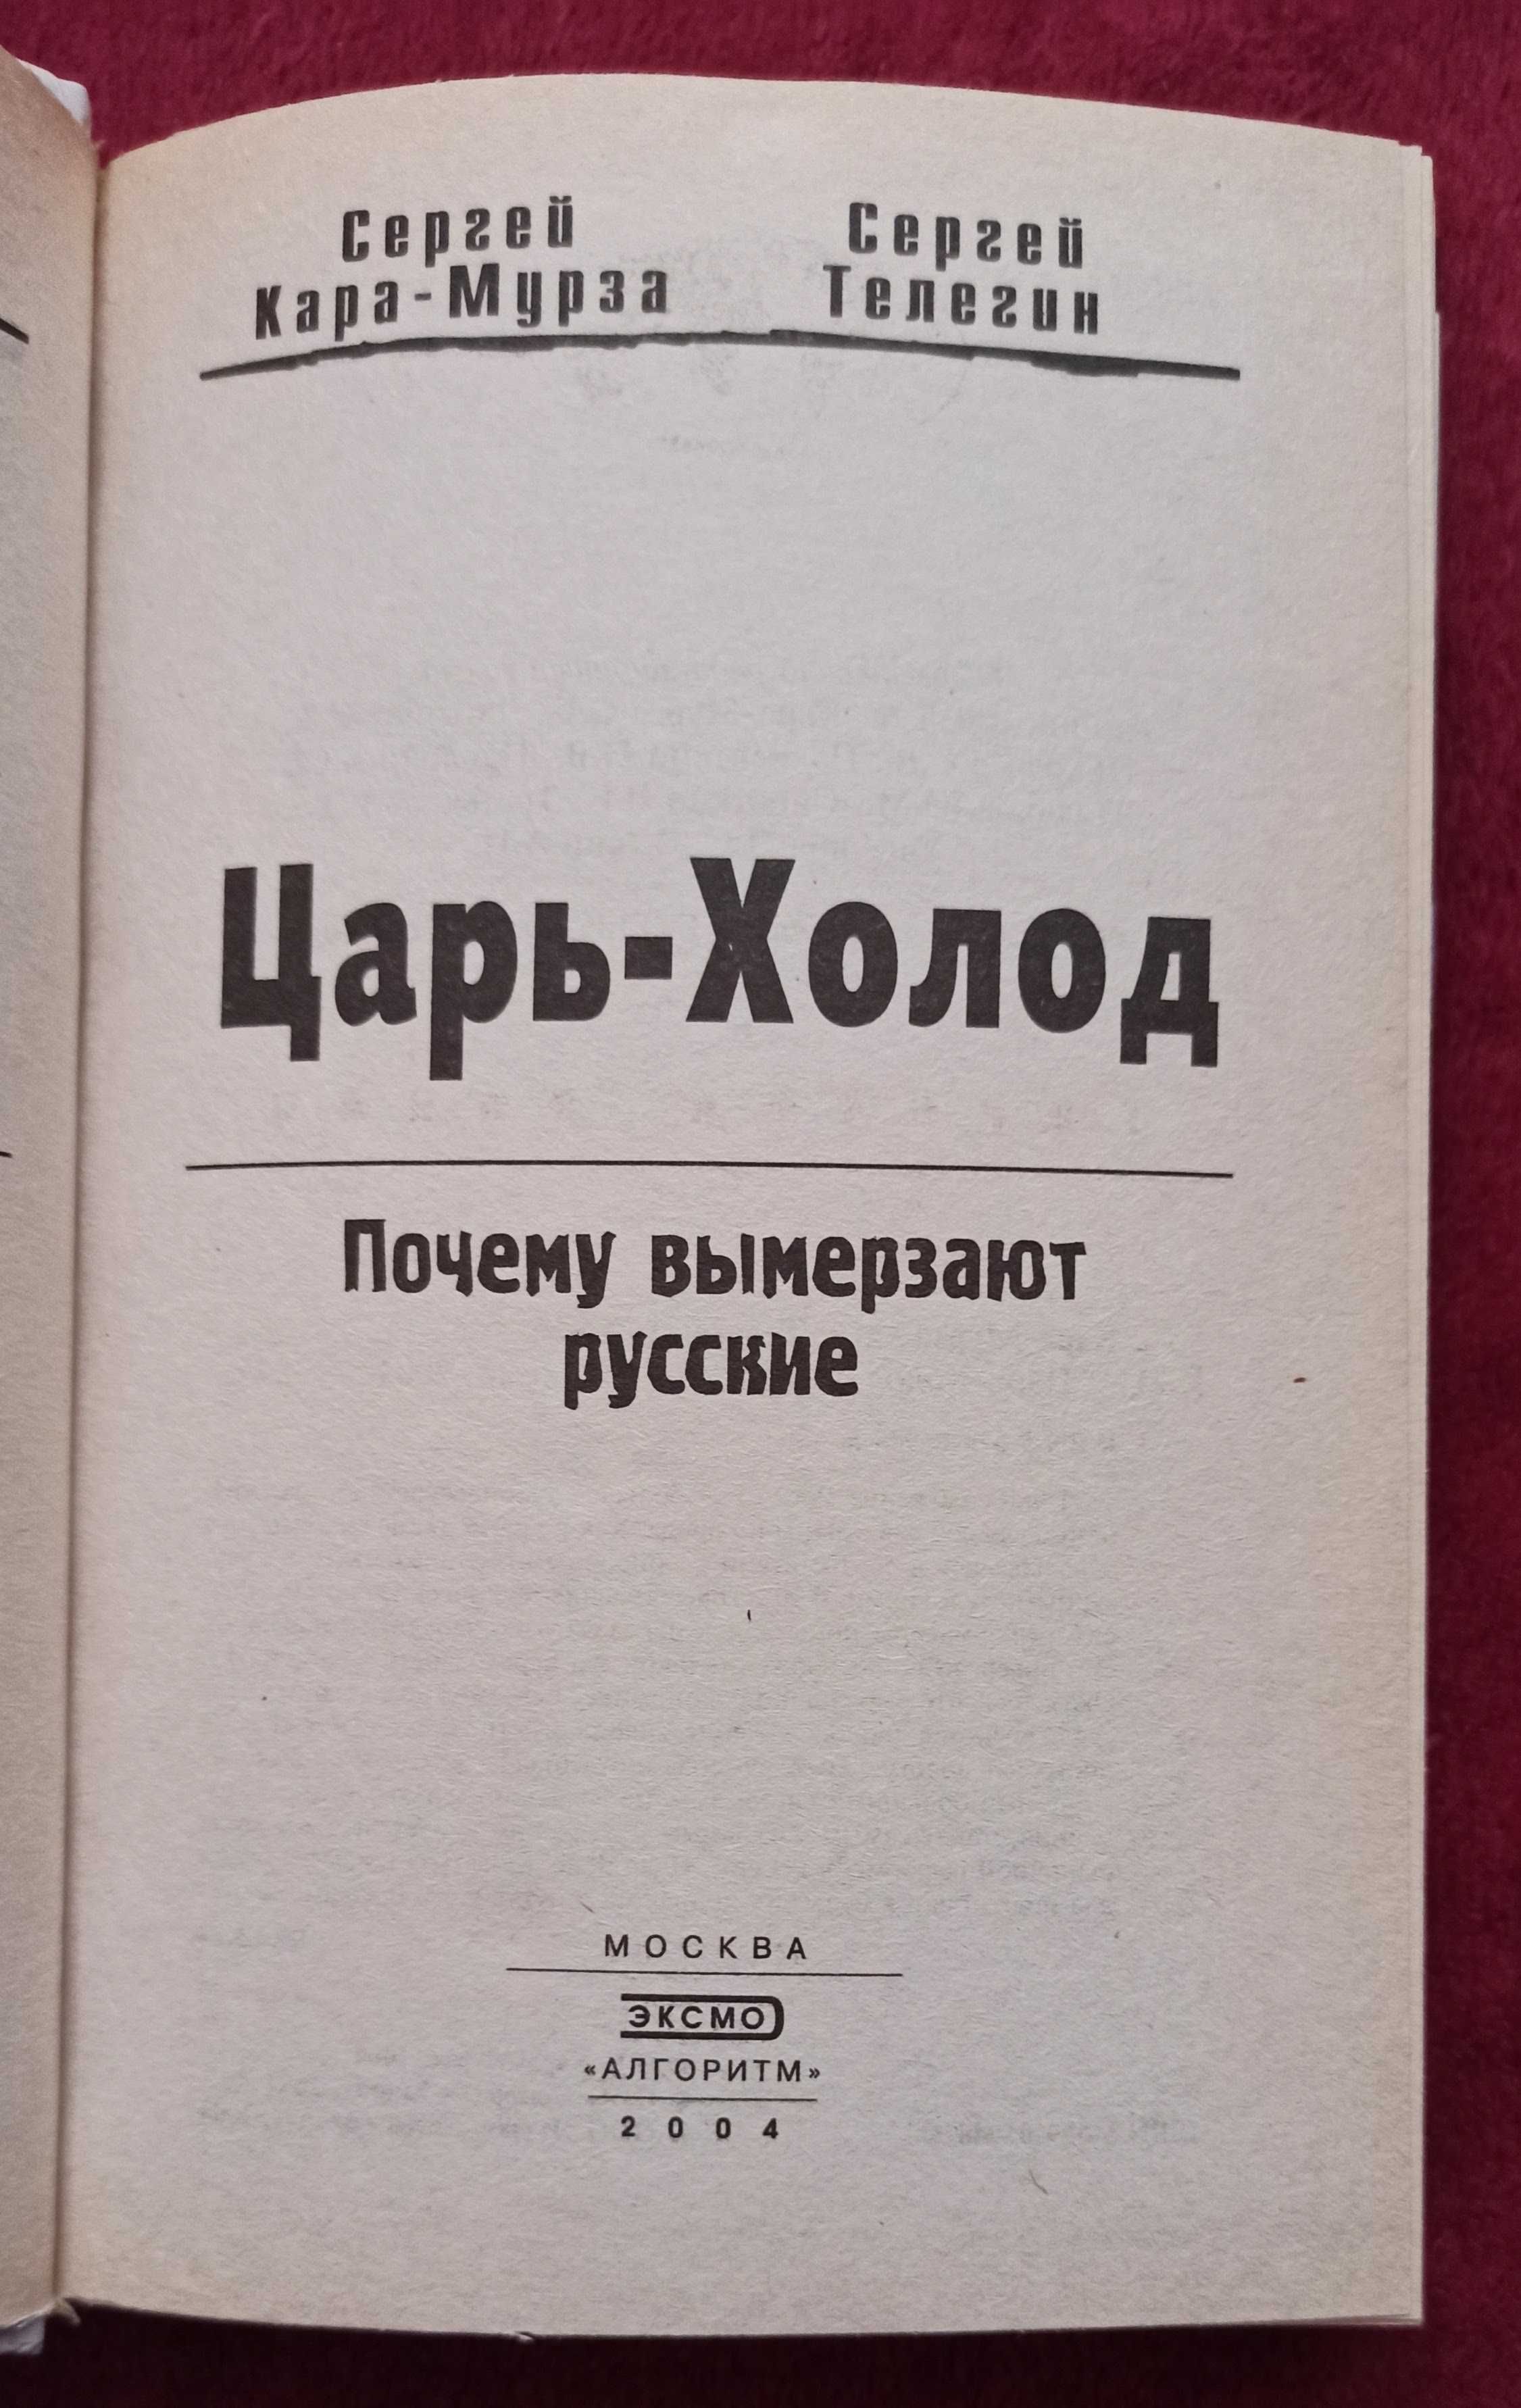 Сергей
Кара-Мурза
Сергей
Телегин
Царь-Холод
Почему вымерзают
русские
МОСКВА
ЭКСМО
«АЛГОРИТМ»
2004